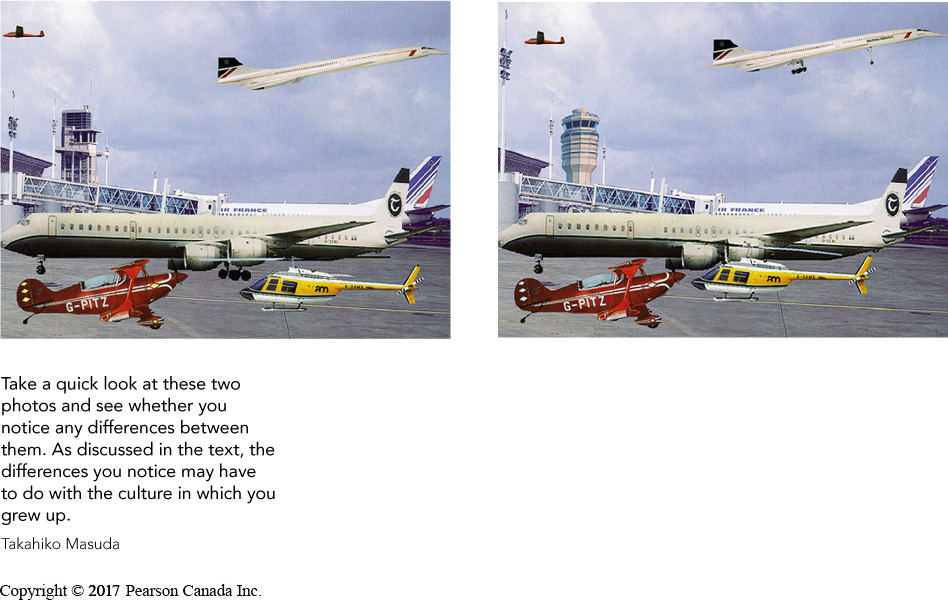 AIR FRANCE
G-PITZ
AIR FRANCE
G-PITZ
Take a quick look at these two
photos and see whether you
notice any differences between
them. As discussed in the text, the
differences you notice may have
to do with the culture in which you
grew up.
Takahiko Masuda
Copyright © 2017 Pearson Canada Inc.